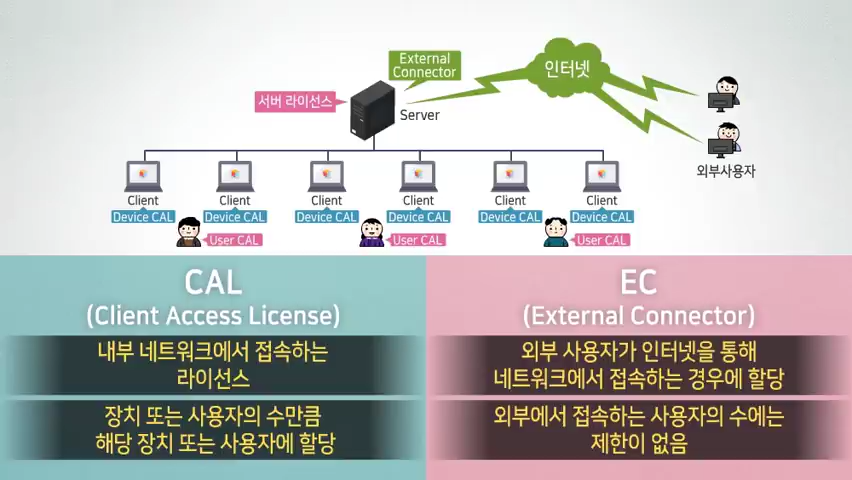 External
Connector
인터넷
서버 라이선스
Server
외부사용자
Client
Client
Client
Client
Client
Client
Device CAL
Device CAL
Device CAL
Device CAL
Device CAL
Device CAL
User CAL
User CAL
User CAL
CAL
(Client Access License)
내부 네트워크에서 접속하는
라이선스
장치 또는 사용자의 수만큼
해당 장치 또는 사용자에 할당
EC
(External Connector)
외부 사용자가 인터넷을 통해
네트워크에서 접속하는 경우에 할당
외부에서 접속하는 사용자의 수에는
제한이 없음